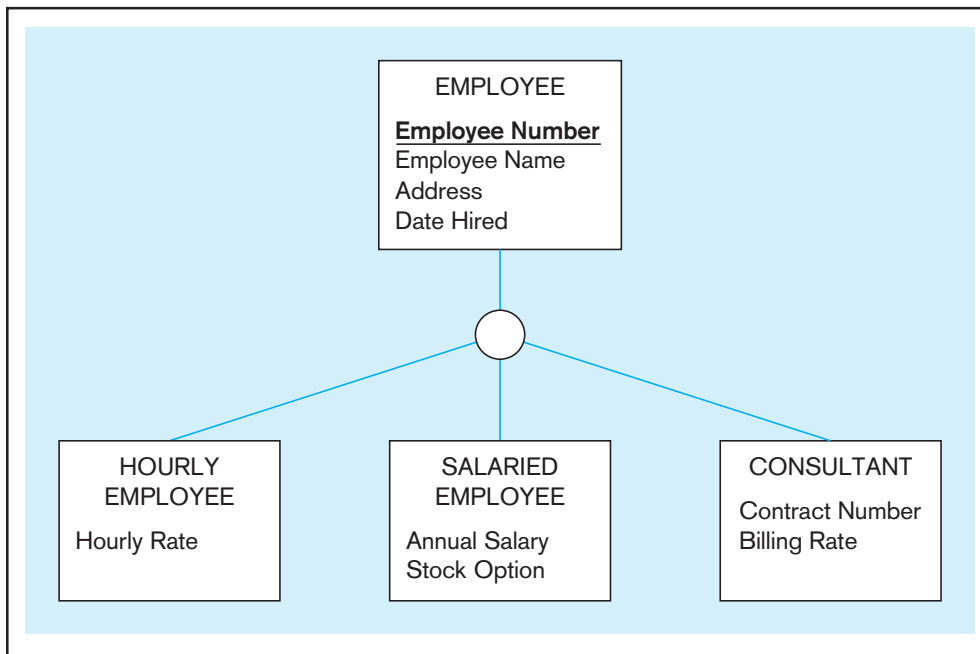 EMPLOYEE
Employee Number
Employee Name
Address
Date Hired
HOURLY
EMPLOYEE
Hourly Rate
SALARIED
EMPLOYEE
Annual Salary
Stock Option
CONSULTANT
Contract Number
Billing Rate